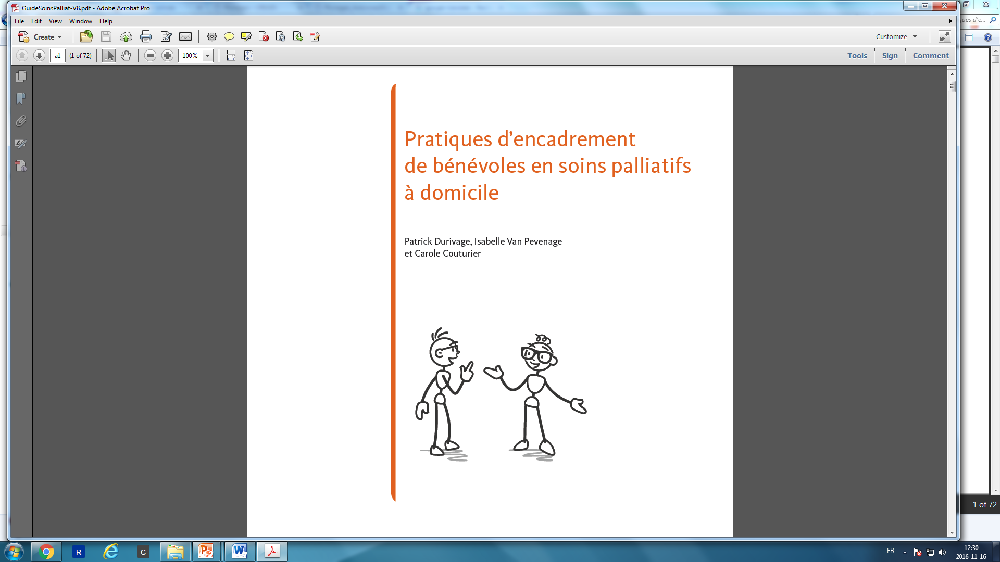 GuideSoinsPalliat-V8.pdf - Adobe Acrobat Pro
File Edit View Window Help
Create
Customize
a1 (1 of 72) 100%
Tools Sign Comment
Pratiques d’encadrement
de bénévoles en soins palliatifs
à domicile
Patrick Durivage, Isabelle Van Pevenage
et Carole Couturier
1 of 72
R
C
FR
12:30
2016-11-16